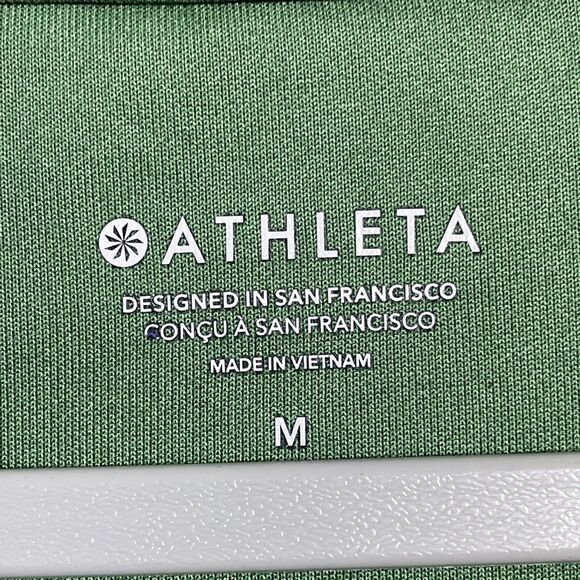 ATHLETA
DESIGNED IN SAN FRANCISCO
CONÇU À SAN FRANCISCO
MADE IN VIETNAM
M